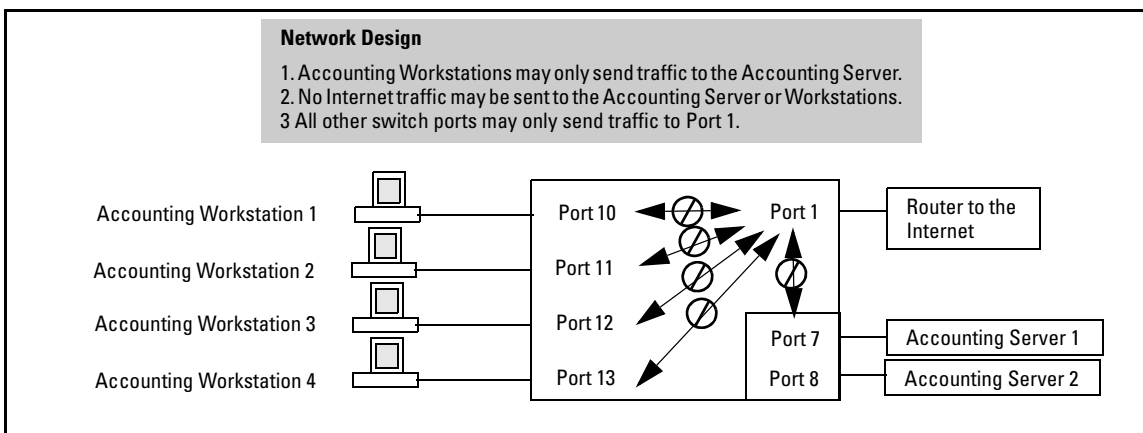 Network Design
1. Accounting Workstations may only send traffic to the Accounting Server.
2. No Internet traffic may be sent to the Accounting Server or Workstations.
3 All other switch ports may only send traffic to Port 1.
Accounting Workstation 1
Port 10
Port 1
Router to the
Internet
Accounting Workstation 2
Port 11
Accounting Workstation 3
Port 12
Port 7
Accounting Server 1
Accounting Workstation 4
Port 13
Port 8
Accounting Server 2